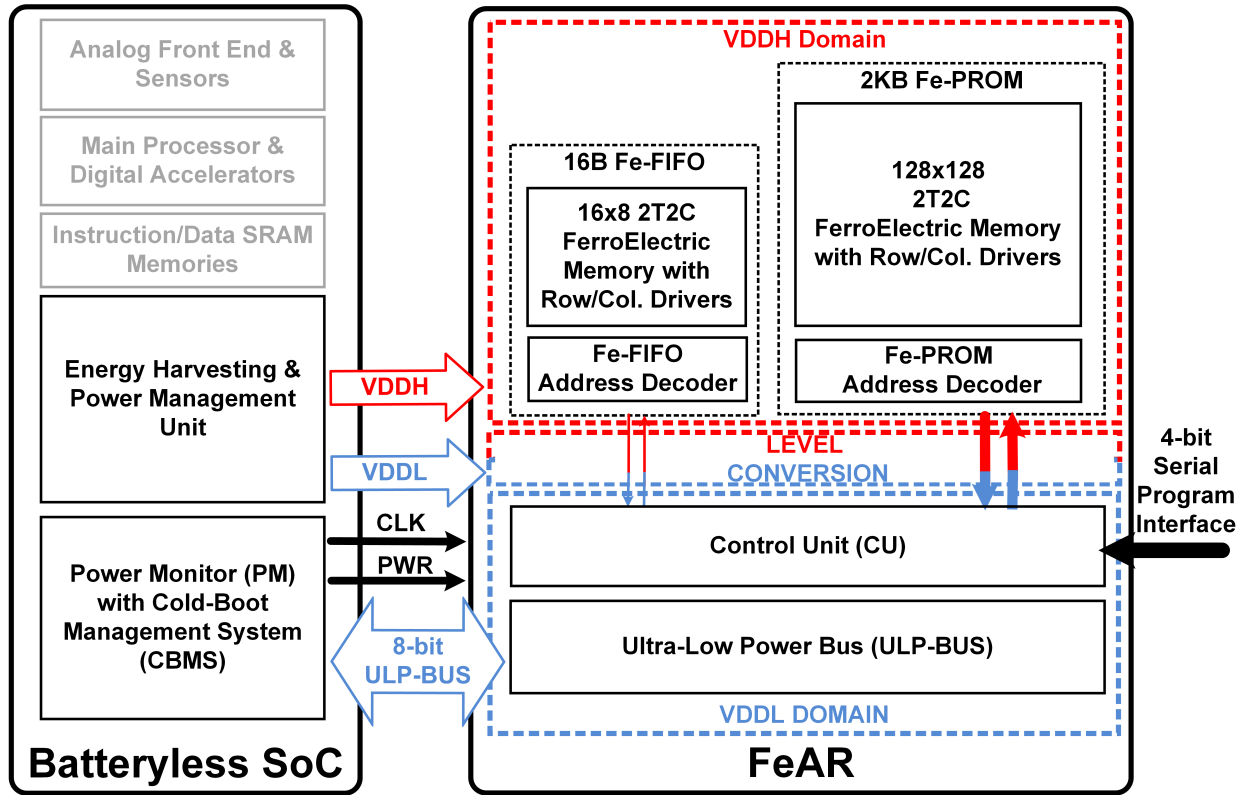 Analog Front End &
Sensors
Main Processor &
Digital Accelerators
Instruction/Data SRAM
Memories
Energy Harvesting &
Power Management
Unit
Power Monitor (PM)
with Cold-Boot
Management System
(CBMS)
Batteryless SoC
VDDH
VDDL
CLK
PWR
8-bit
ULP-BUS
VDDH Domain
16B Fe-FIFO
16x8 2T2C
FerroElectric
Memory with
Row/Col. Drivers
Fe-FIFO
Address Decoder
2KB Fe-PROM
128x128
2T2C
FerroElectric Memory
with Row/Col. Drivers
Fe-PROM
Address Decoder
LEVEL
CONVERSION
Control Unit (CU)
Ultra-Low Power Bus (ULP-BUS)
VDDL DOMAIN
FeAR
4-bit
Serial
Program
Interface